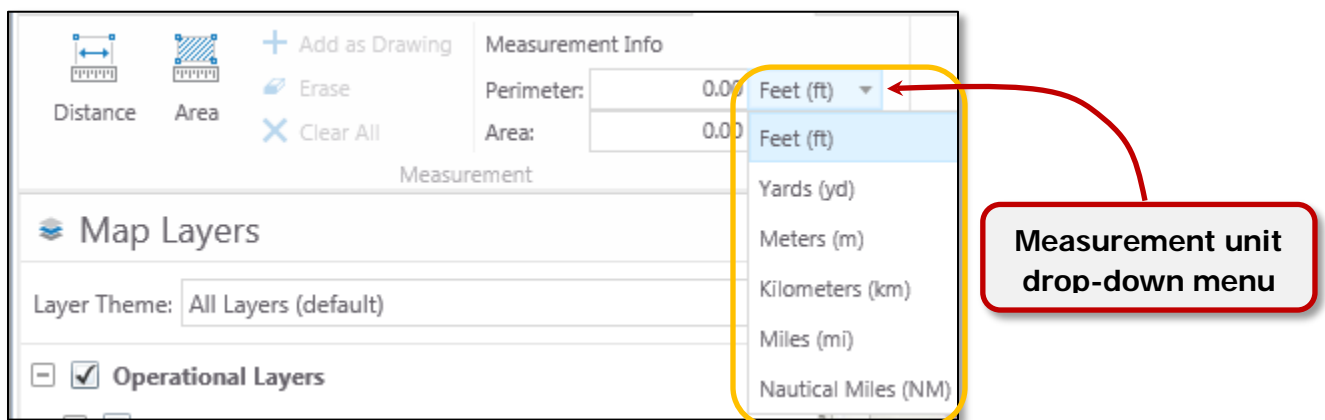 Distance
Area
Add as Drawing
Erase
Clear All
Measurement Info
Perimeter: 0.00 Feet (ft)
Area: 0.00
Measurement
Feet (ft)
Yards (yd)
Meters (m)
Kilometers (km)
Miles (mi)
Nautical Miles (NM)
Map Layers
Layer Theme: All Layers (default)
Operational Layers
Measurement unit
drop-down menu